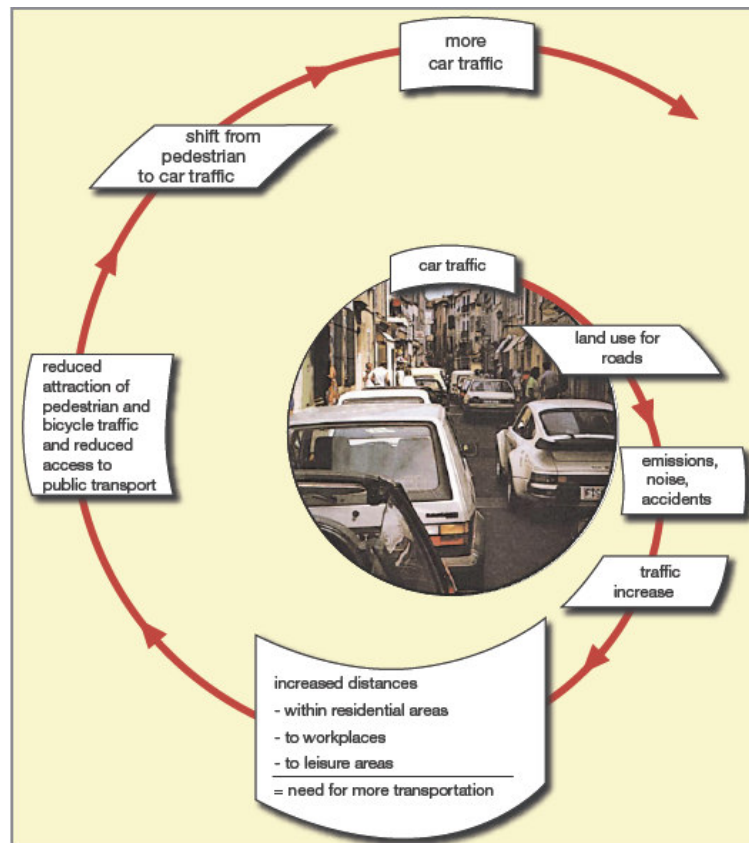 more
car traffic
shift from
pedestrian
to car traffic
car traffic
land use for
roads
reduced
attraction of
pedestrian and
bicycle traffic
and reduced
access to
public transport
emissions,
noise,
accidents
traffic
increase
increased distances
- within residential areas
- to workplaces
- to leisure areas
= need for more transportation